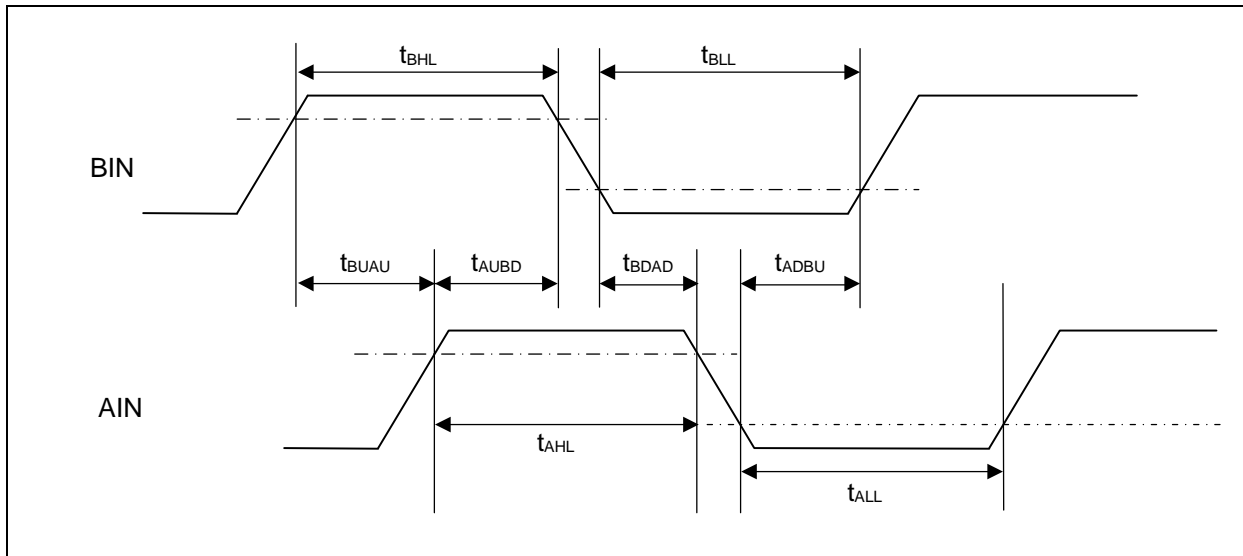 tBHL tBLL
BIN
tBUAU tAUBD tBDAD tADBU
AIN
tAHL
tALL